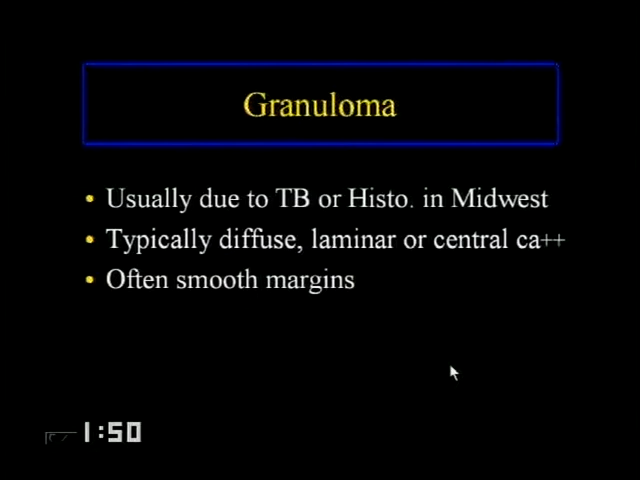 Granuloma
• Usually due to TB or Histo. in Midwest
• Typically diffuse, laminar or central ca++
• Often smooth margins
1:50